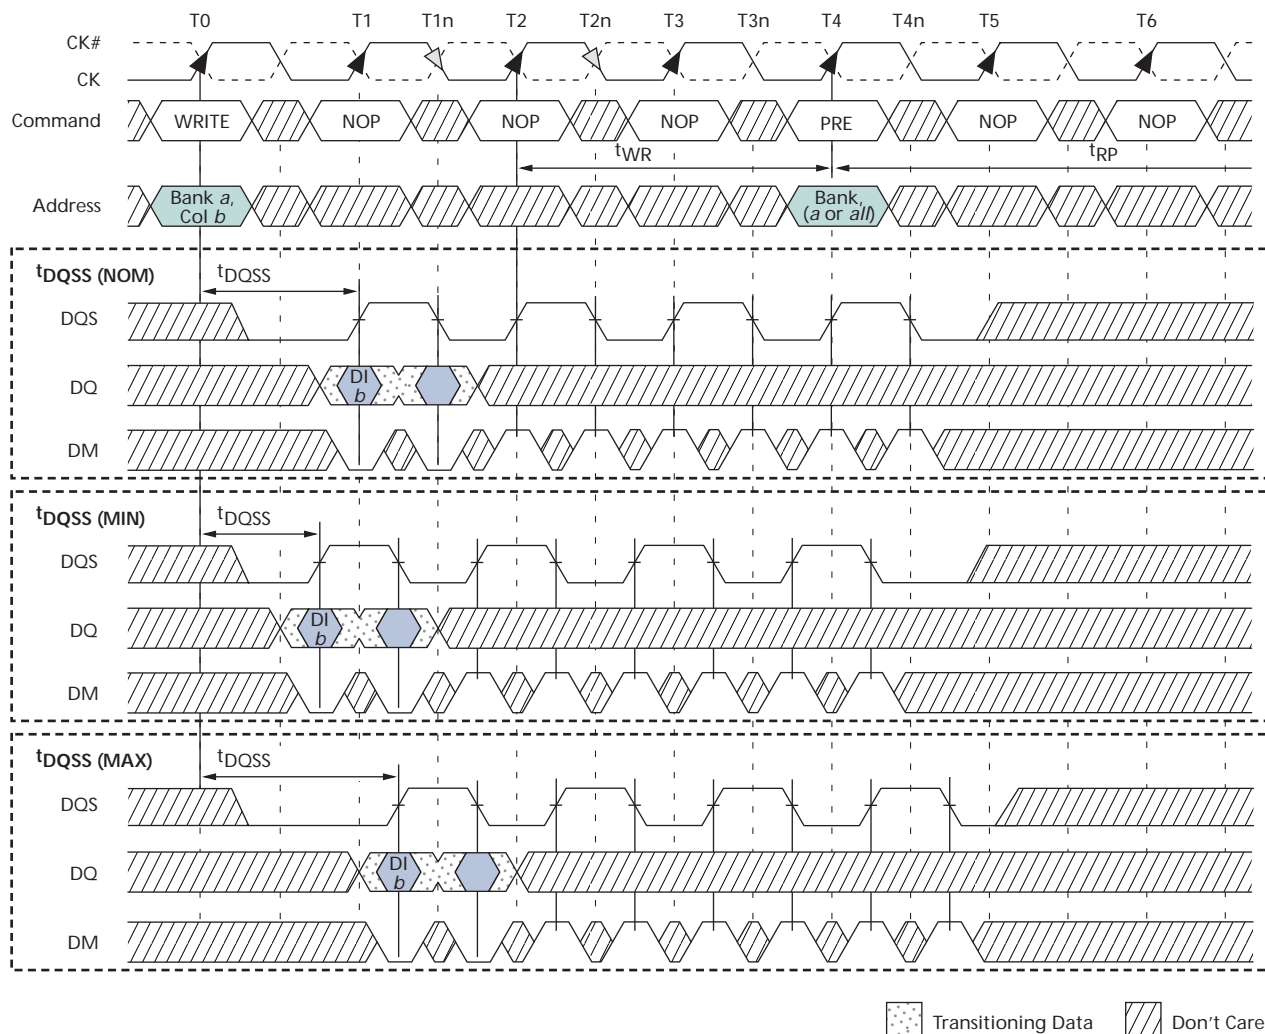 T0 T1 T1n T2 T2n T3 T3n T4 T4n T5 T6
CK#
CK
Command WRITE NOP NOP NOP PRE NOP NOP
tWR tRP
Address Bank a, Col b Bank, (a or all)
tDQSS (NOM) tDQSS
DQS
DQ DI b
DM
tDQSS (MIN) tDQSS
DQS
DQ DI b
DM
tDQSS (MAX) tDQSS
DQS
DQ DI b
DM
Transitioning Data Don't Care